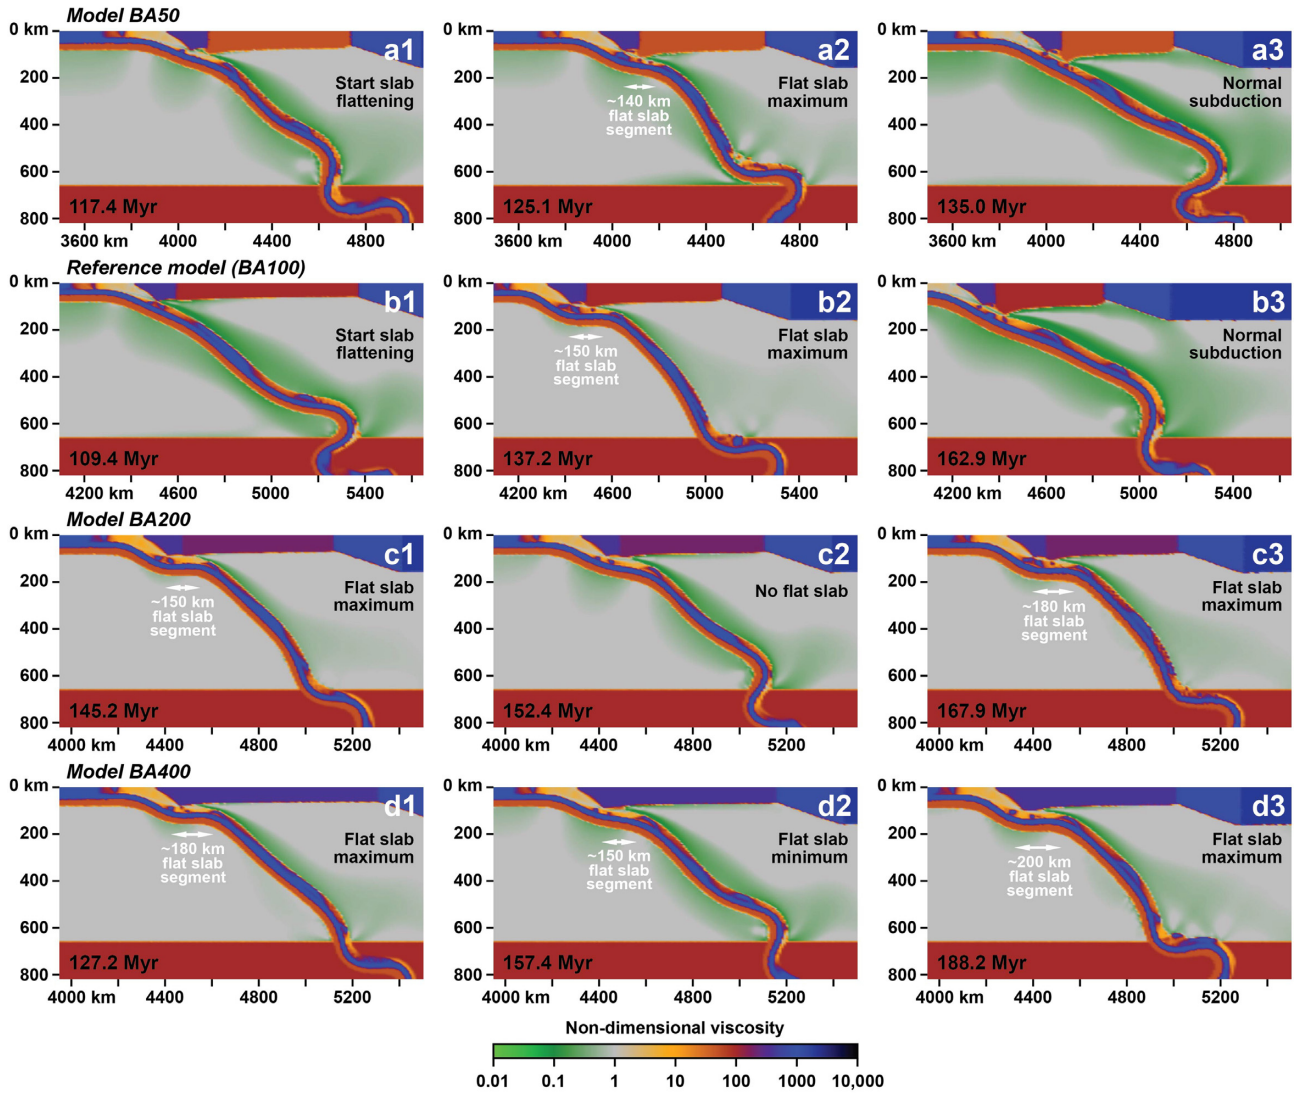 Model BA50
0 km
200
400
600
800
a1
Start slab
flattening
117.4 Myr
3600 km 4000 4400 4800
0 km
200
400
600
800
a2
Flat slab
maximum
~140 km
flat slab
segment
125.1 Myr
3600 km 4000 4400 4800
0 km
200
400
600
800
a3
Normal
subduction
135.0 Myr
3600 km 4000 4400 4800
Reference model (BA100)
0 km
200
400
600
800
b1
Start slab
flattening
109.4 Myr
4200 km 4600 5000 5400
0 km
200
400
600
800
b2
Flat slab
maximum
~150 km
flat slab
segment
137.2 Myr
4200 km 4600 5000 5400
0 km
200
400
600
800
b3
Normal
subduction
162.9 Myr
4200 km 4600 5000 5400
Model BA200
0 km
200
400
600
800
c1
Flat slab
maximum
~150 km
flat slab
segment
145.2 Myr
4000 km 4400 4800 5200
0 km
200
400
600
800
c2
No flat slab
152.4 Myr
4000 km 4400 4800 5200
0 km
200
400
600
800
c3
Flat slab
maximum
~180 km
flat slab
segment
167.9 Myr
4000 km 4400 4800 5200
Model BA400
0 km
200
400
600
800
d1
Flat slab
maximum
~180 km
flat slab
segment
127.2 Myr
4000 km 4400 4800 5200
0 km
200
400
600
800
d2
Flat slab
minimum
~150 km
flat slab
segment
157.4 Myr
4000 km 4400 4800 5200
0 km
200
400
600
800
d3
Flat slab
maximum
~200 km
flat slab
segment
188.2 Myr
4000 km 4400 4800 5200
Non-dimensional viscosity
0.01 0.1 1 10 100 1000 10,000